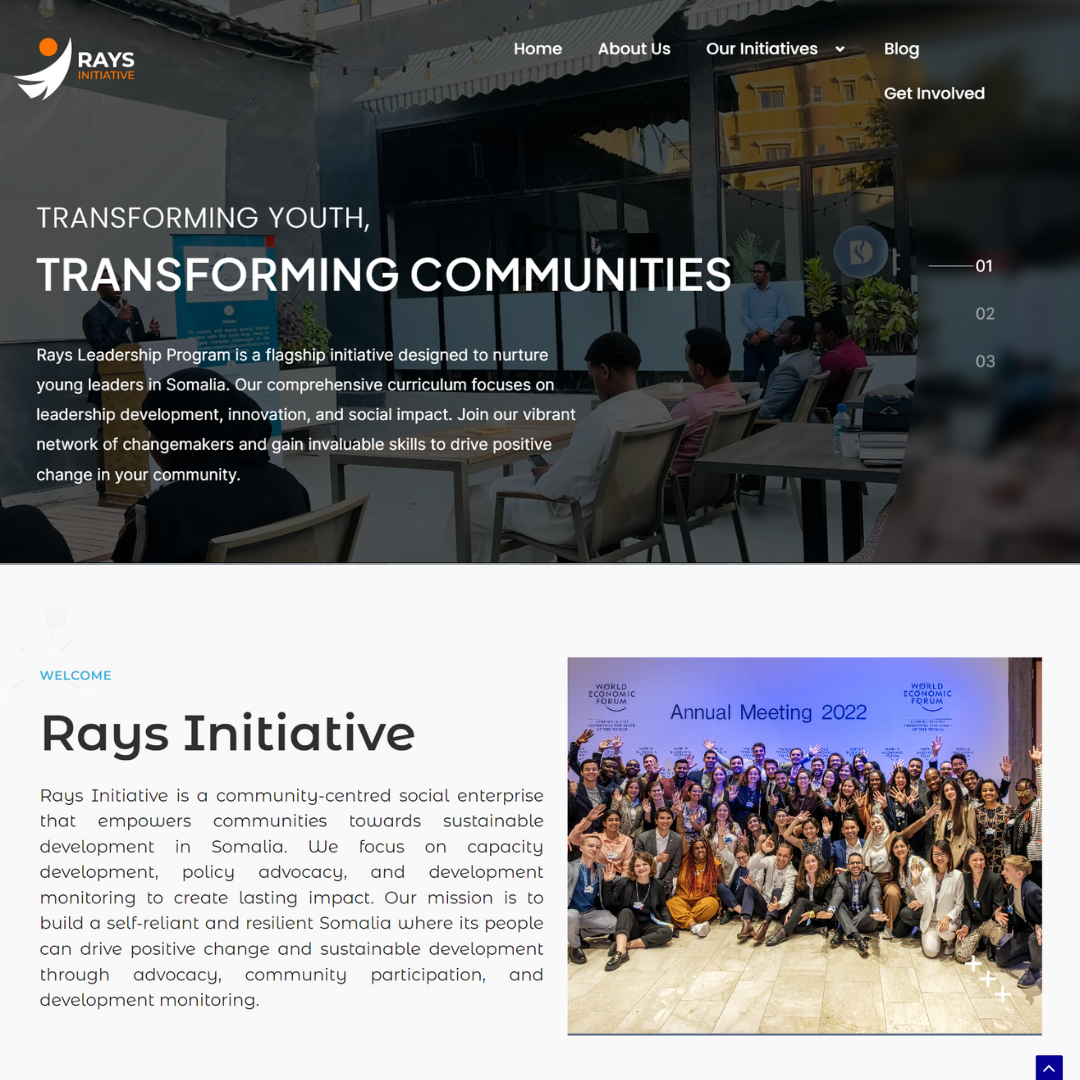 RAYS
INITIATIVE
Home About Us Our Initiatives Blog
Get Involved
TRANSFORMING YOUTH,
TRANSFORMING COMMUNITIES
01
02
03
Rays Leadership Program is a flagship initiative designed to nurture
young leaders in Somalia. Our comprehensive curriculum focuses on
leadership development, innovation, and social impact. Join our vibrant
network of changemakers and gain invaluable skills to drive positive
change in your community.
WELCOME
Rays Initiative
Rays Initiative is a community-centred social enterprise
that empowers communities towards sustainable
development in Somalia. We focus on capacity
development, policy advocacy, and development
monitoring to create lasting impact. Our mission is to
build a self-reliant and resilient Somalia where its people
can drive positive change and sustainable development
through advocacy, community participation, and
development monitoring.
WORLD
ECONOMIC
FORUM
Annual Meeting 2022
WORLD
ECONOMIC
FORUM